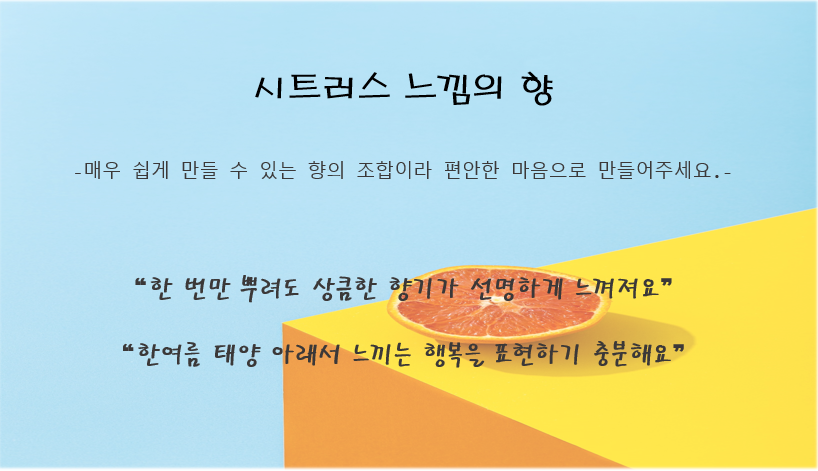 시트러스 느낌의 향
-매우 쉽게 만들 수 있는 향의 조합이라 편안한 마음으로 만들어주세요.-
“한 번만 뿌려도 상큼한 향기가 선명하게 느껴져요”
“한여름 태양 아래서 느끼는 행복을 표현하기 충분해요”